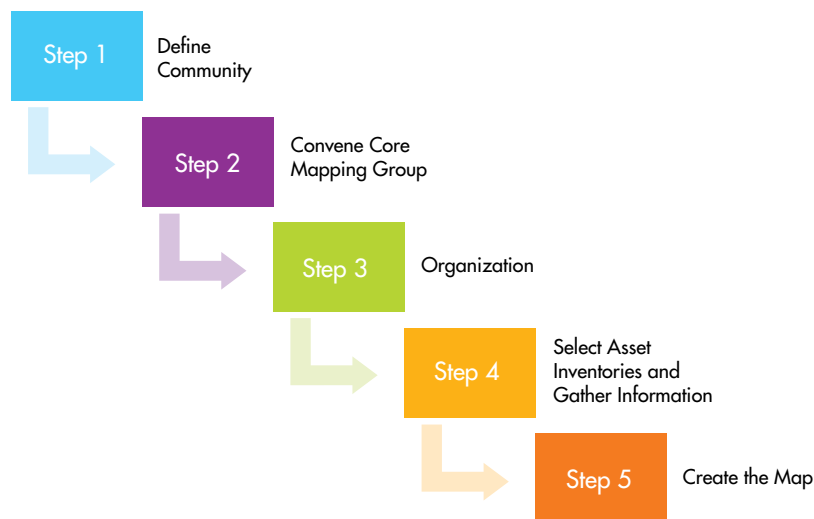 Step 1
Define
Community
Step 2
Convene Core
Mapping Group
Step 3
Organization
Step 4
Select Asset
Inventories and
Gather Information
Step 5
Create the Map